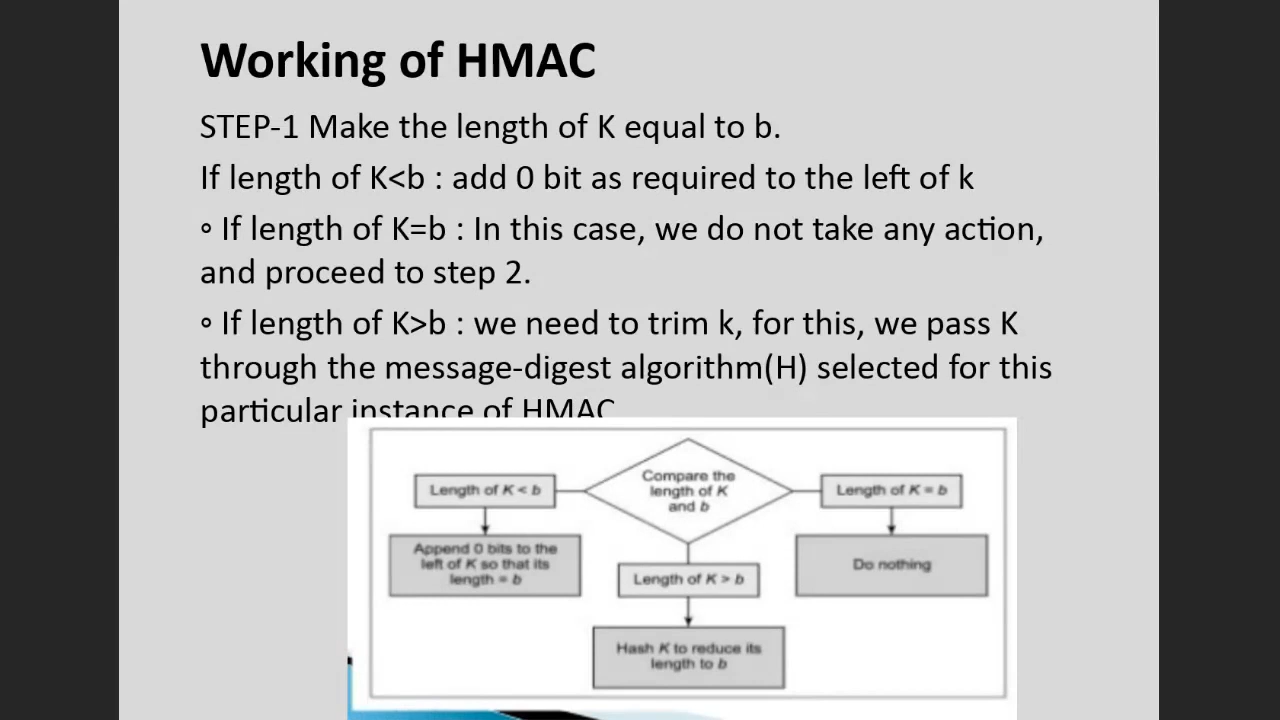 Working of HMAC
STEP-1 Make the length of K equal to b.
If length of K<b : add 0 bit as required to the left of k
∘ If length of K=b : In this case, we do not take any action,
and proceed to step 2.
∘ If length of K>b : we need to trim k, for this, we pass K
through the message-digest algorithm(H) selected for this
particular instance of HMAC
Compare the
length of K
and b
Length of K < b
Length of K = b
Append 0 bits to the
left of K so that its
length = b
Do nothing
Length of K > b
Hash K to reduce its
length to b